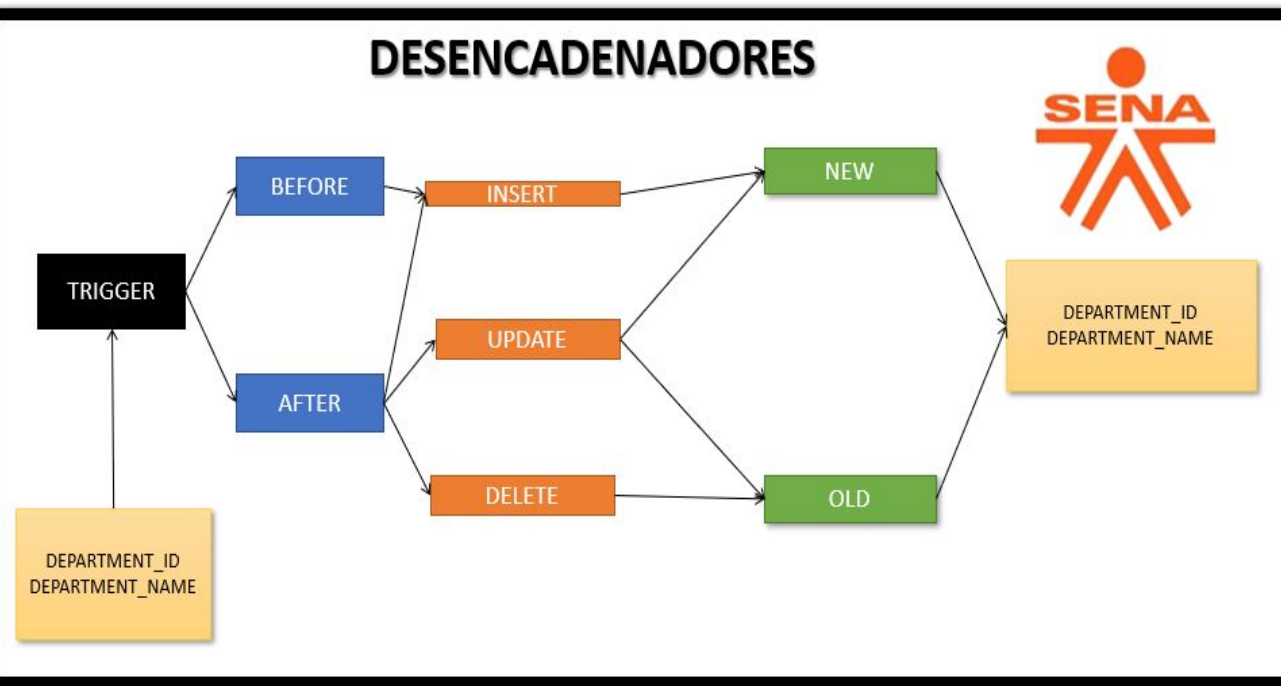 DESENCADENADORES
SENA
BEFORE
INSERT
NEW
TRIGGER
UPDATE
DEPARTMENT_ID
DEPARTMENT_NAME
AFTER
DELETE
OLD
DEPARTMENT_ID
DEPARTMENT_NAME